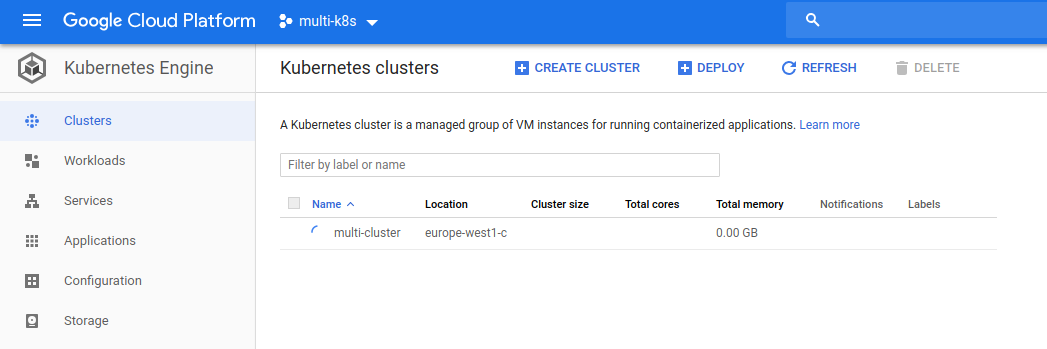 Google Cloud Platform multi-k8s
Kubernetes Engine
Kubernetes clusters CREATE CLUSTER DEPLOY REFRESH DELETE
Clusters
Workloads
Services
Applications
Configuration
Storage
A Kubernetes cluster is a managed group of VM instances for running containerized applications. Learn more
Filter by label or name
Name Location Cluster size Total cores Total memory Notifications Labels
multi-cluster europe-west1-c 0.00 GB